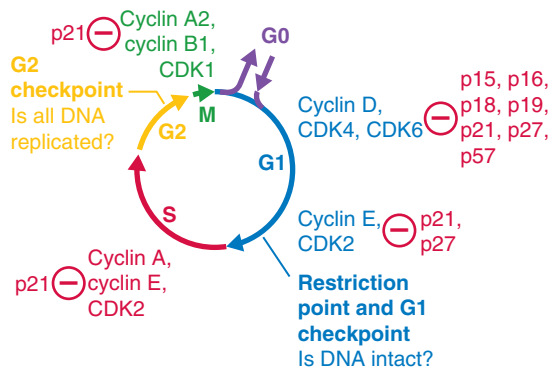 p21
Cyclin A2,
cyclin B1,
CDK1
G0
G2
checkpoint
Is all DNA
replicated?
G2
M
Cyclin D,
CDK4, CDK6
p15, p16,
p18, p19,
p21, p27,
p57
G1
S
Cyclin E,
CDK2
p21,
p27
p21
Cyclin A,
cyclin E,
CDK2
Restriction
point and G1
checkpoint
Is DNA intact?